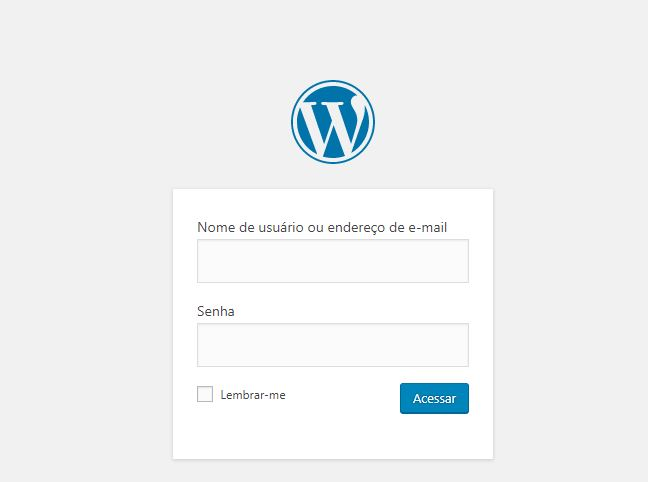 Nome de usuário ou endereço de e-mail
Senha
Lembrar-me
Acessar